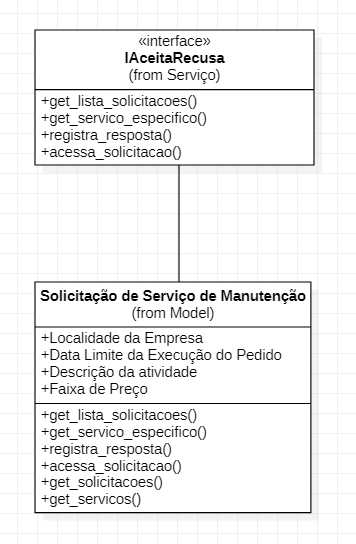 «interface»
IAceitaRecusa
(from Serviço)
+get_lista_solicitacoes()
+get_servico_especifico()
+registra_resposta()
+acessa_solicitacao()
Solicitação de Serviço de Manutenção
(from Model)
+Localidade da Empresa
+Data Limite da Execução do Pedido
+Descrição da atividade
+Faixa de Preço
+get_lista_solicitacoes()
+get_servico_especifico()
+registra_resposta()
+acessa_solicitacao()
+get_solicitacoes()
+get_servicos()